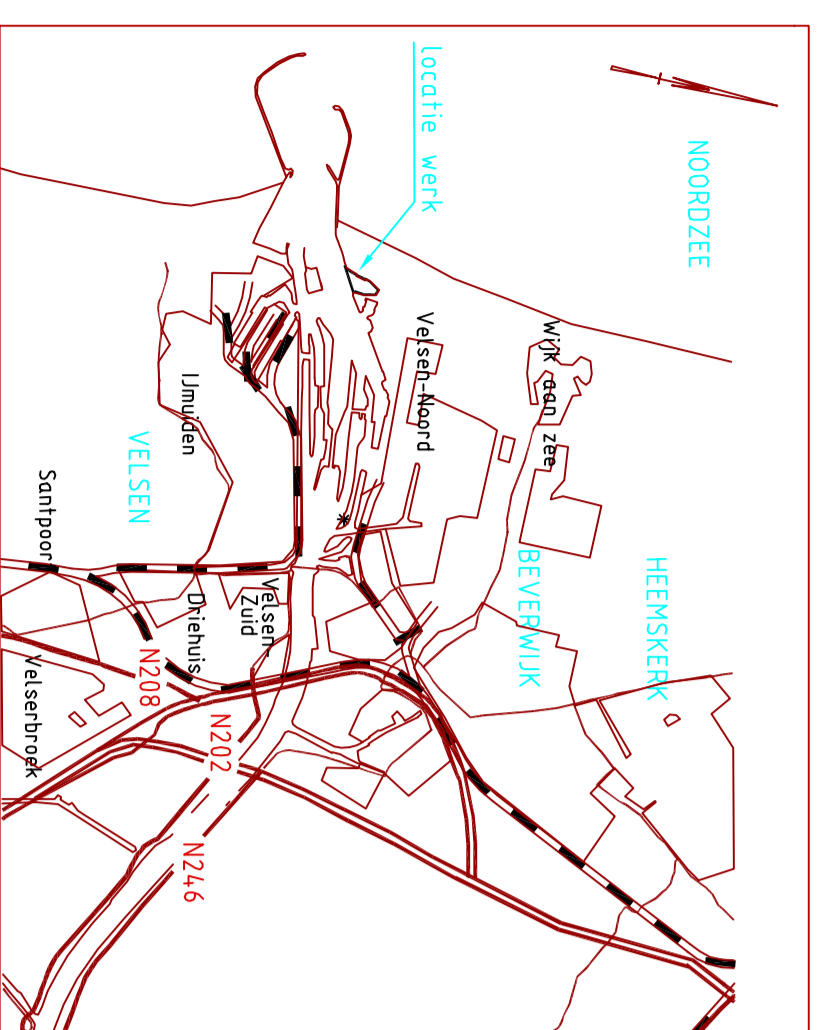 NOORDZEE
locatie werk
Wijk aan zee
Velsen-Noord
HEEMSKERK
BEVERWIJK
IJmuiden
VELSEN
Santpoort
Velsen-
Zuid
Driehuis
Velserbroek
N208
N202
N246